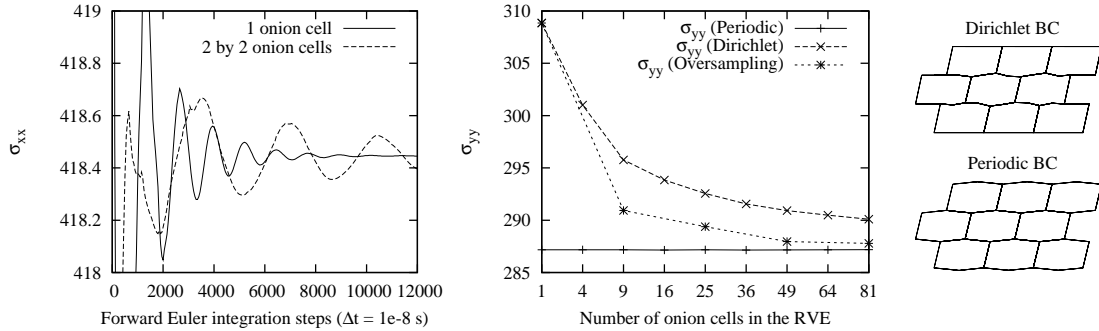 419
418.8
418.6
418.4
418.2
418
σxx
1 onion cell
2 by 2 onion cells
0
2000
4000
6000
8000
10000
12000
Forward Euler integration steps (Δt = 1e-8 s)
310
305
300
295
290
285
σyy
σyy (Periodic)
σyy (Dirichlet)
σyy (Oversampling)
1
4
9
16
25
36
49
64
81
Number of onion cells in the RVE
Dirichlet BC
Periodic BC